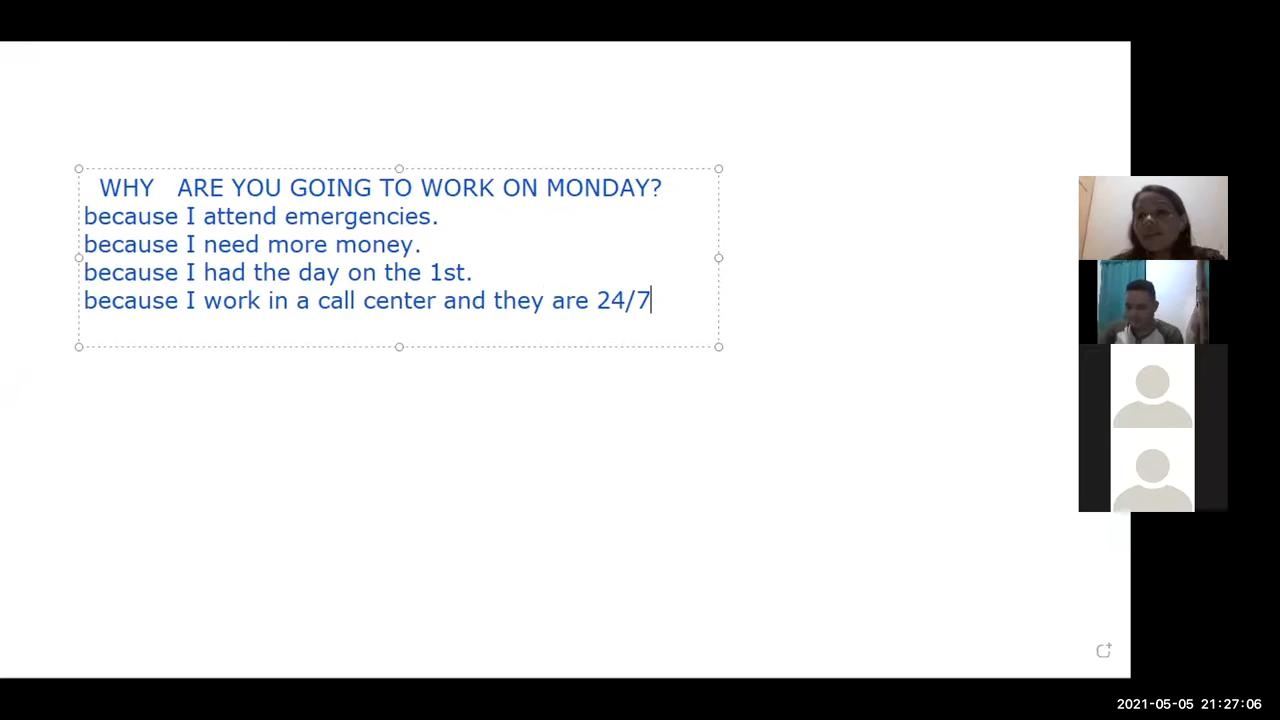 WHY ARE YOU GOING TO WORK ON MONDAY?
because I attend emergencies.
because I need more money.
because I had the day on the 1st.
because I work in a call center and they are 24/7
2021-05-05 21:27:06